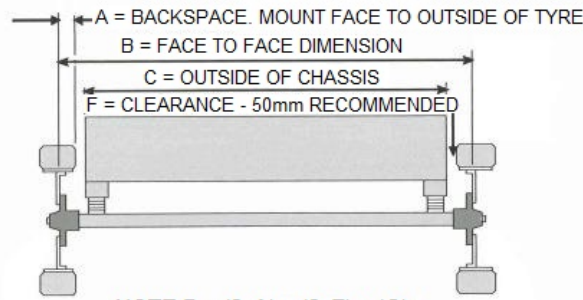 A = BACKSPACE. MOUNT FACE TO OUTSIDE OF TYRE
B = FACE TO FACE DIMENSION
C = OUTSIDE OF CHASSIS
F = CLEARANCE - 50mm RECOMMENDED